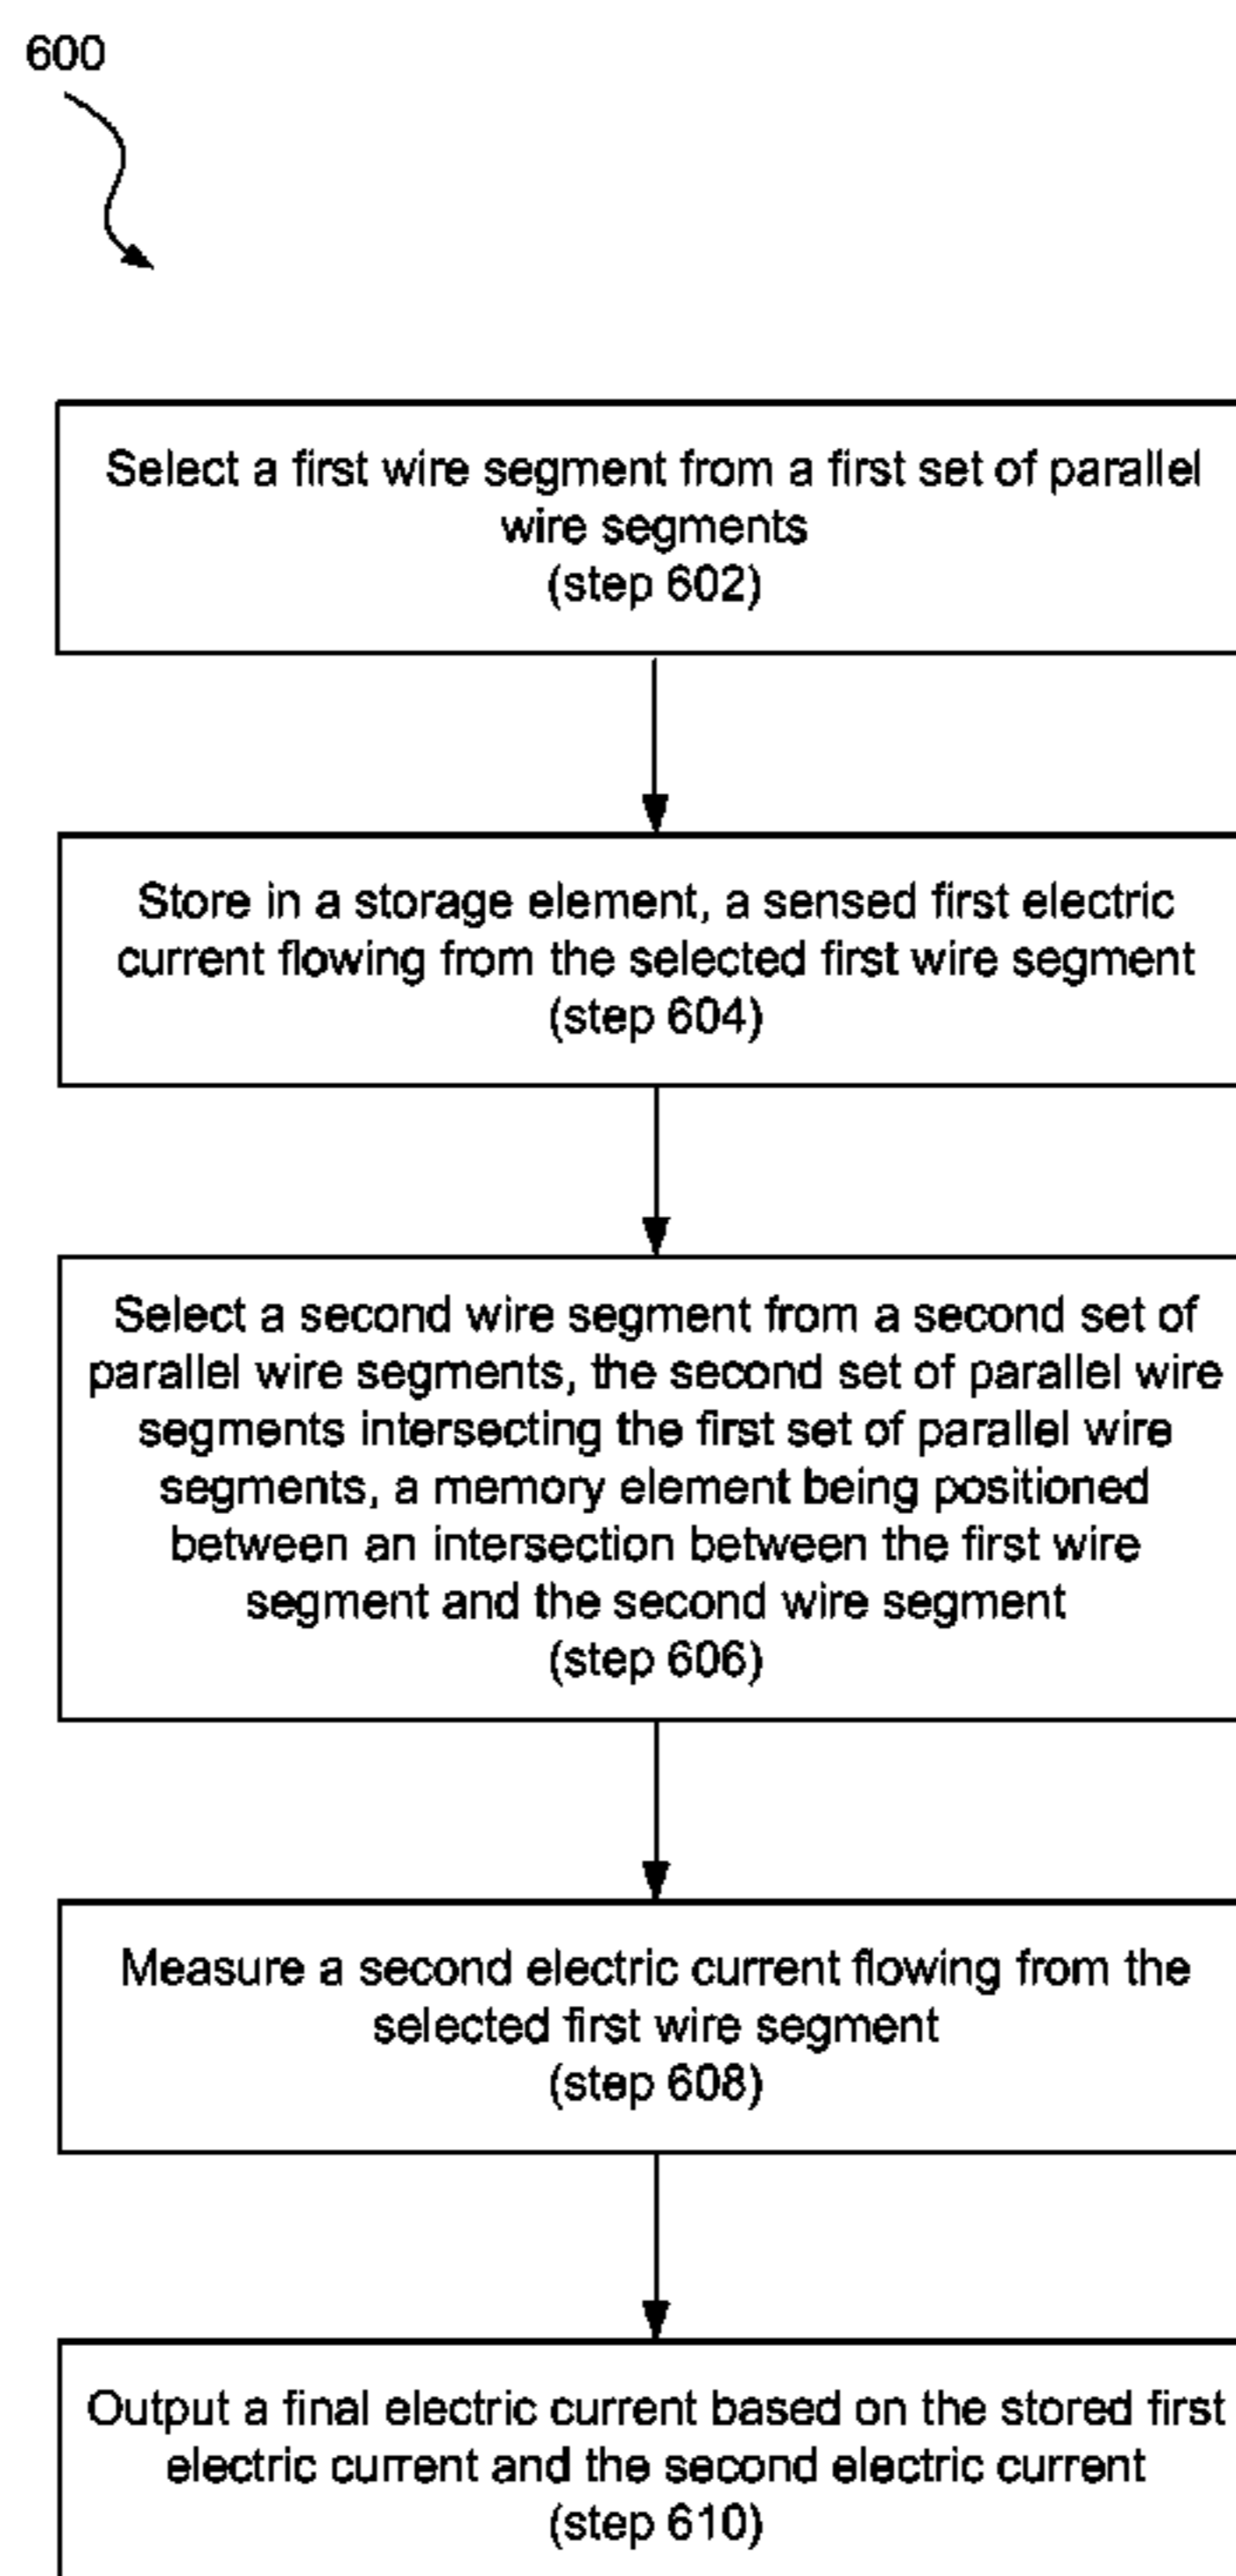 600
Select a first wire segment from a first set of parallel
wire segments
(step 602)
Store in a storage element, a sensed first electric
current flowing from the selected first wire segment
(step 604)
Select a second wire segment from a second set of
parallel wire segments, the second set of parallel wire
segments intersecting the first set of parallel wire
segments, a memory element being positioned
between an intersection between the first wire
segment and the second wire segment
(step 606)
Measure a second electric current flowing from the
selected first wire segment
(step 608)
Output a final electric current based on the stored first
electric current and the second electric current
(step 610)